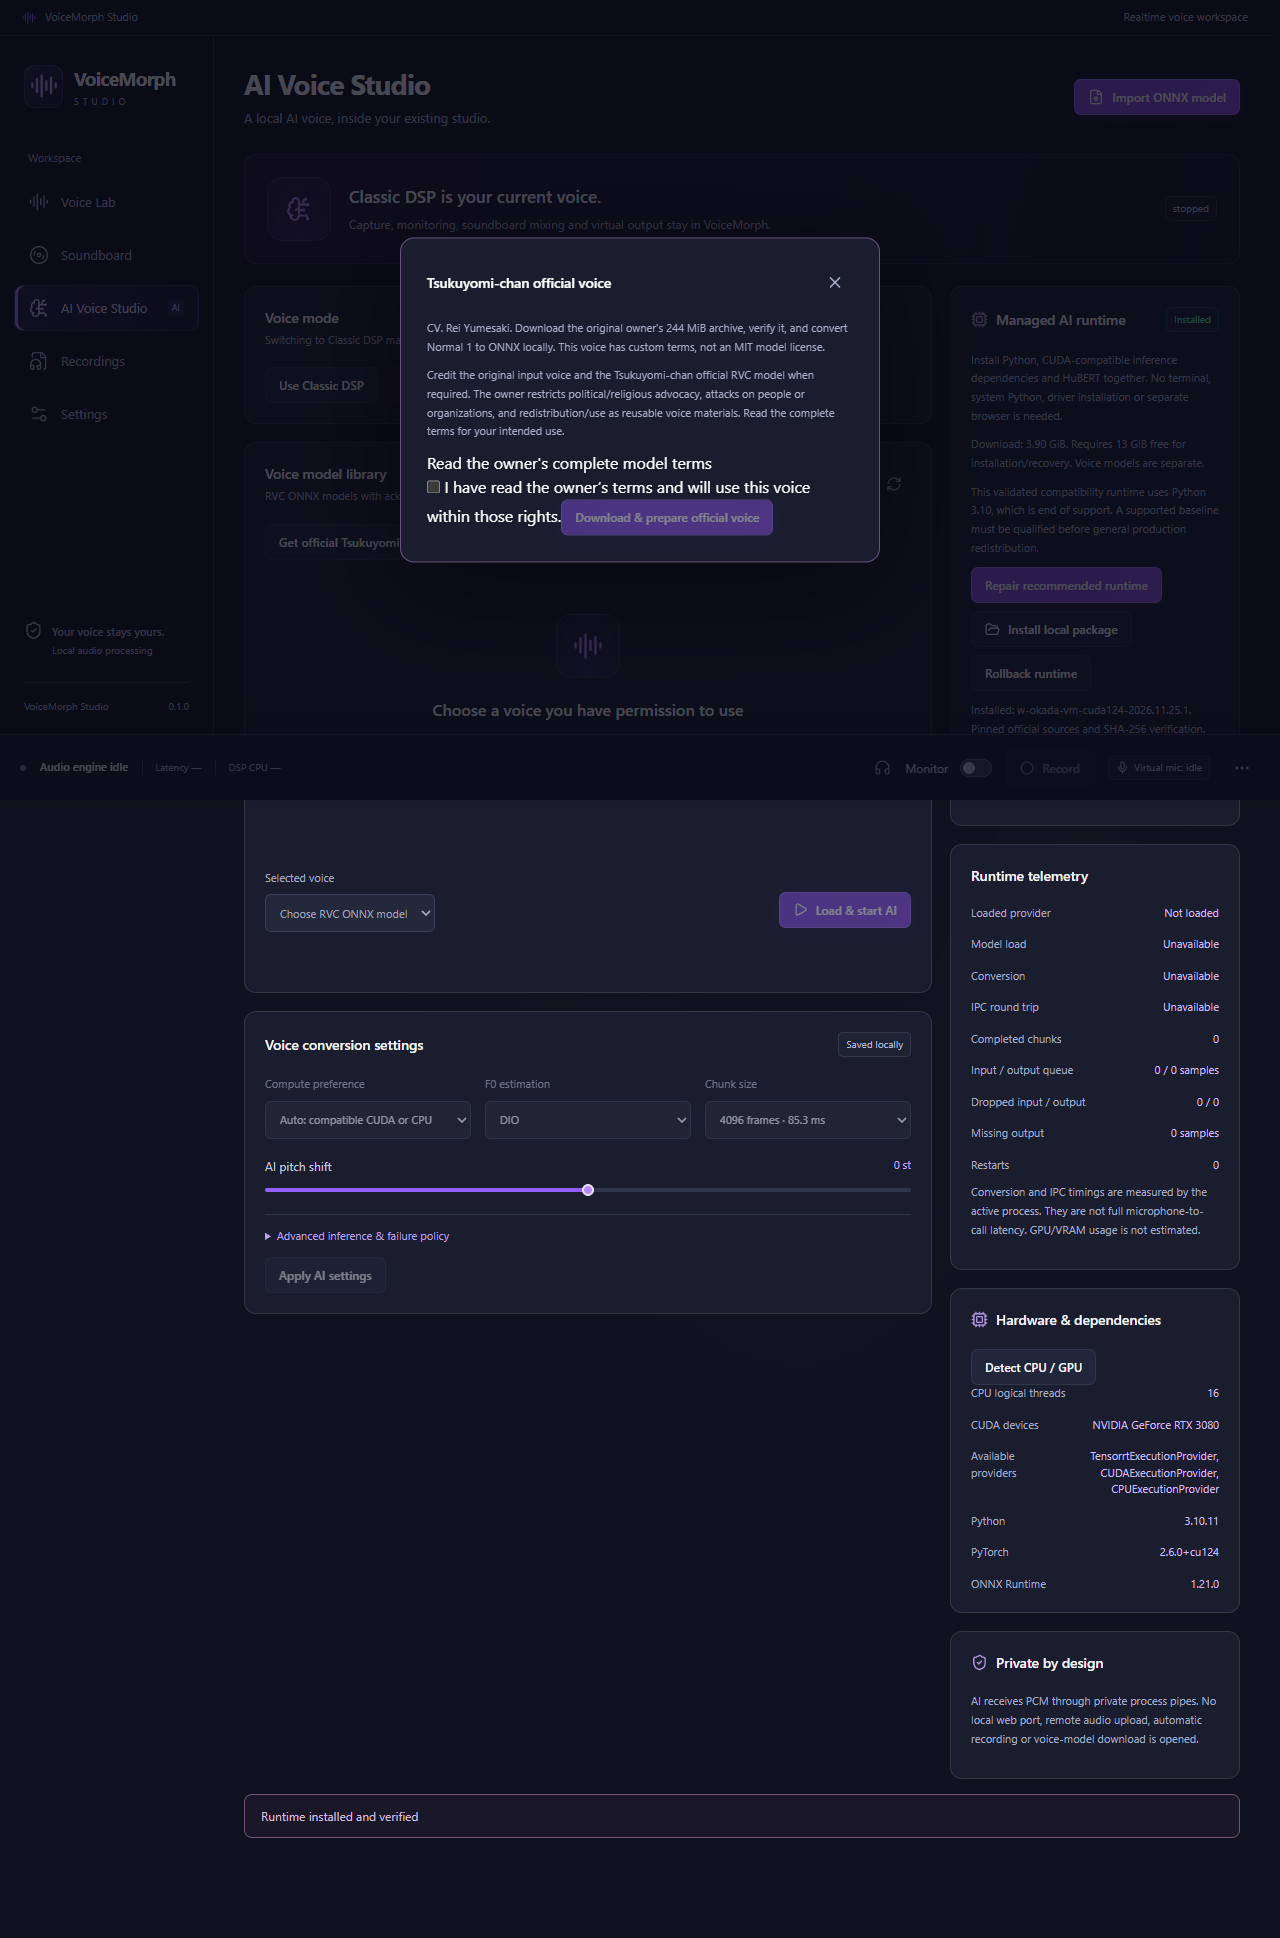 VoiceMorph Studio
Realtime voice workspace
VoiceMorph
STUDIO
Workspace
Voice Lab
Soundboard
AI Voice Studio
AI
Recordings
Settings
Your voice stays yours.
Local audio processing
VoiceMorph Studio
0.1.0
AI Voice Studio
A local AI voice, inside your existing studio.
Import ONNX model
Classic DSP is your current voice.
Capture, monitoring, soundboard mixing and virtual output stay in VoiceMorph.
stopped
Voice mode
Switching to Classic DSP ma
Use Classic DSP
Voice model library
RVC ONNX models with ack
Get official Tsukuyomi
Choose a voice you have permission to use
Tsukuyomi-chan official voice
CV. Rei Yumesaki. Download the original owner's 244 MiB archive, verify it, and convert
Normal 1 to ONNX locally. This voice has custom terms, not an MIT model license.
Credit the original input voice and the Tsukuyomi-chan official RVC model when
required. The owner restricts political/religious advocacy, attacks on people or
organizations, and redistribution/use as reusable voice materials. Read the complete
terms for your intended use.
Read the owner's complete model terms
I have read the owner's terms and will use this voice
within those rights.
Download & prepare official voice
Managed AI runtime
Installed
Install Python, CUDA-compatible inference
dependencies and HuBERT together. No terminal,
system Python, driver installation or separate
browser is needed.
Download: 3.90 GiB. Requires 13 GiB free for
installation/recovery. Voice models are separate.
This validated compatibility runtime uses Python
3.10, which is end of support. A supported baseline
must be qualified before general production
redistribution.
Repair recommended runtime
Install local package
Rollback runtime
Installed: w-okada-vm-cuda124-2026.11.25.1.
Pinned official sources and SHA-256 verification.
Audio engine idle
Latency —
DSP CPU —
Monitor
Record
Virtual mic: idle
Selected voice
Choose RVC ONNX model
Load & start AI
Voice conversion settings
Saved locally
Compute preference
F0 estimation
Chunk size
Auto: compatible CUDA or CPU
DIO
4096 frames · 85.3 ms
AI pitch shift
0 st
Advanced inference & failure policy
Apply AI settings
Runtime telemetry
Loaded provider
Not loaded
Model load
Unavailable
Conversion
Unavailable
IPC round trip
Unavailable
Completed chunks
0
Input / output queue
0 / 0 samples
Dropped input / output
0 / 0
Missing output
0 samples
Restarts
0
Conversion and IPC timings are measured by the
active process. They are not full microphone-to-
call latency. GPU/VRAM usage is not estimated.
Hardware & dependencies
Detect CPU / GPU
CPU logical threads
16
CUDA devices
NVIDIA GeForce RTX 3080
Available
providers
TensorrtExecutionProvider,
CUDAExecutionProvider,
CPUExecutionProvider
Python
3.10.11
PyTorch
2.6.0+cu124
ONNX Runtime
1.21.0
Private by design
AI receives PCM through private process pipes. No
local web port, remote audio upload, automatic
recording or voice-model download is opened.
Runtime installed and verified